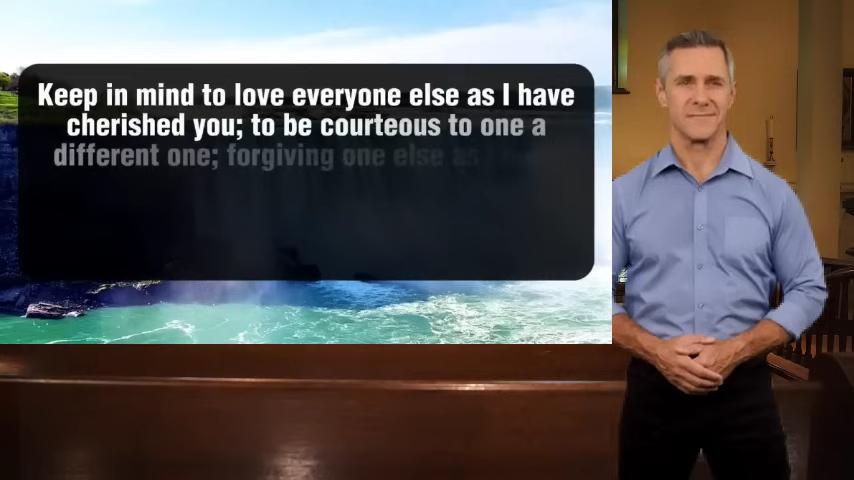 Keep in mind to love everyone else as I have
cherished you; to be courteous to one a
different one; forgiving one else as